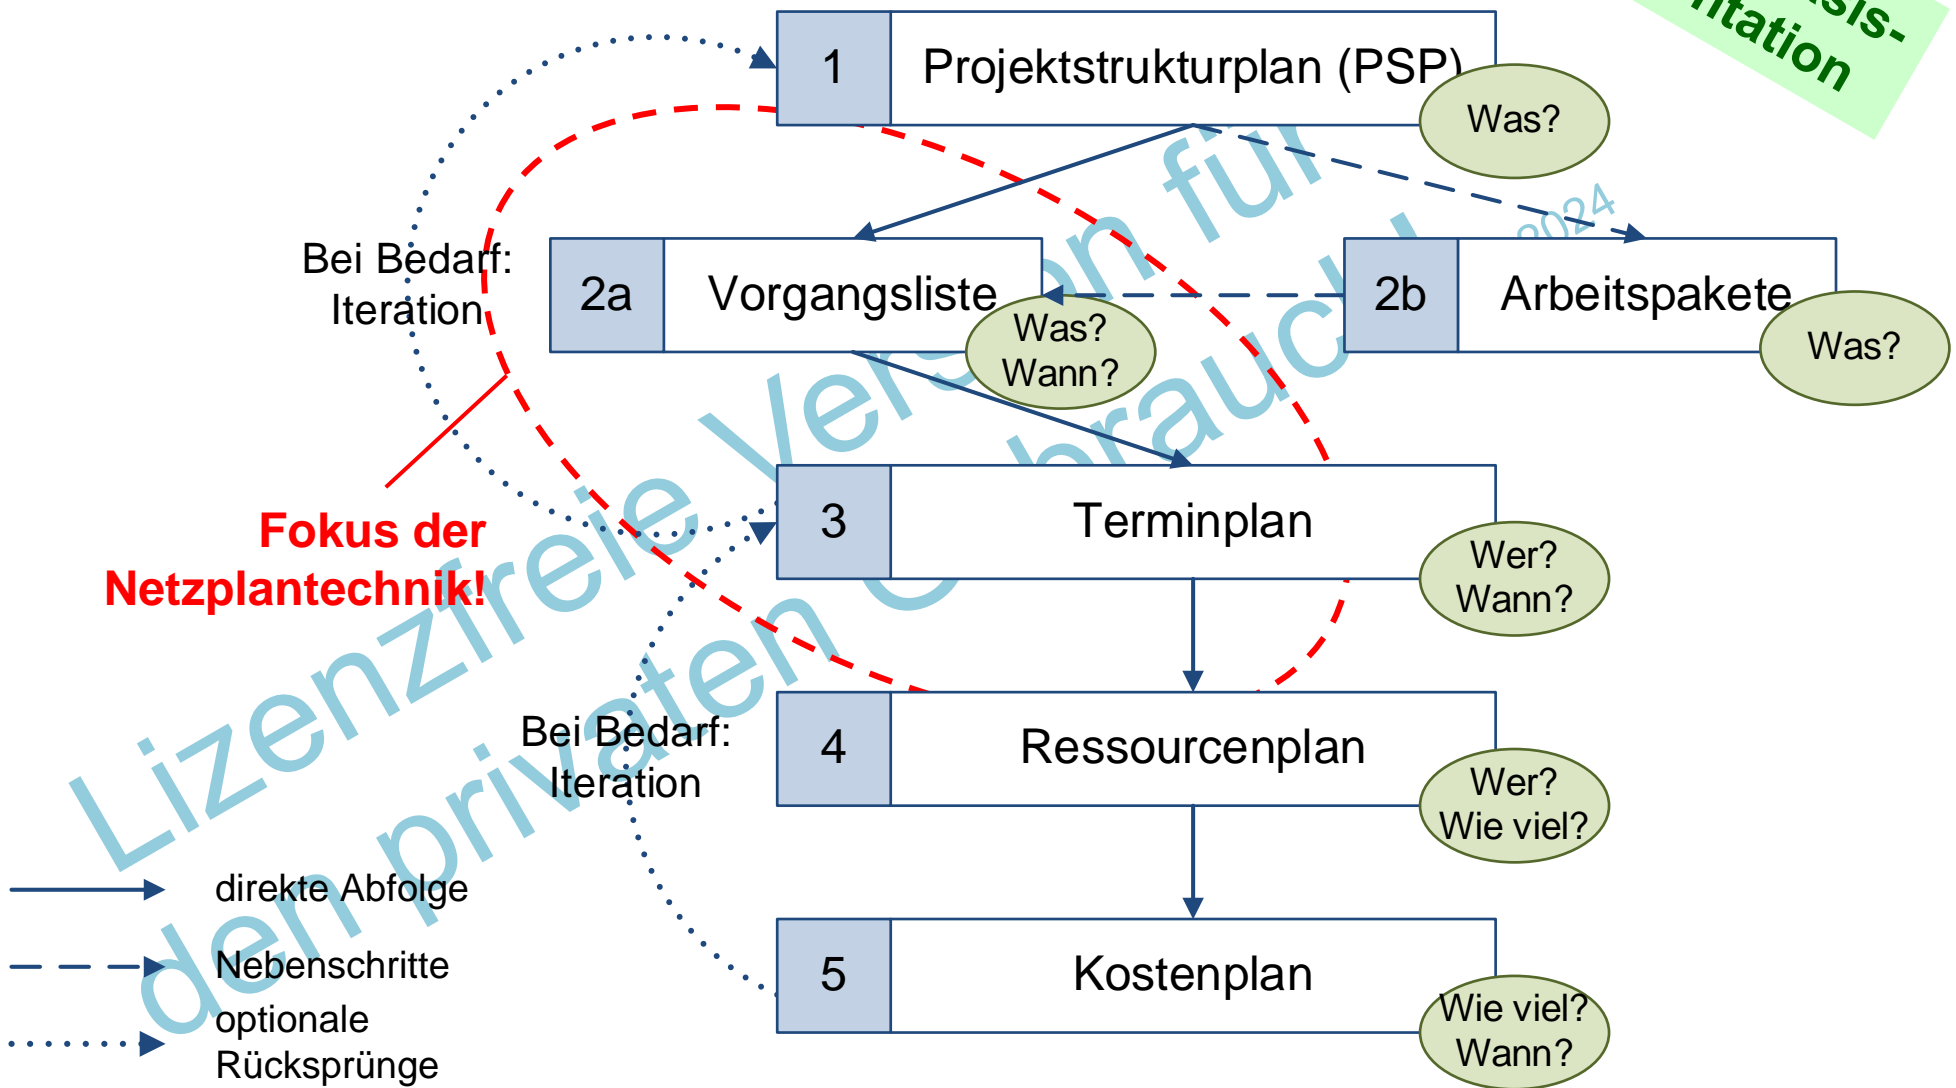 1
Projektstrukturplan (PSP)
Was?
Bei Bedarf:
Iteration
2a
Vorgangsliste
Was?
Wann?
2b
Arbeitspakete
Was?
Fokus der
Netzplantechnik!
3
Terminplan
Wer?
Wann?
Bei Bedarf:
Iteration
4
Ressourcenplan
Wer?
Wie viel?
5
Kostenplan
Wie viel?
Wann?
direkte Abfolge
Nebenschritte
optionale
Rücksprünge
Lizenzfreie Version für
den privaten Gebrauch
2024